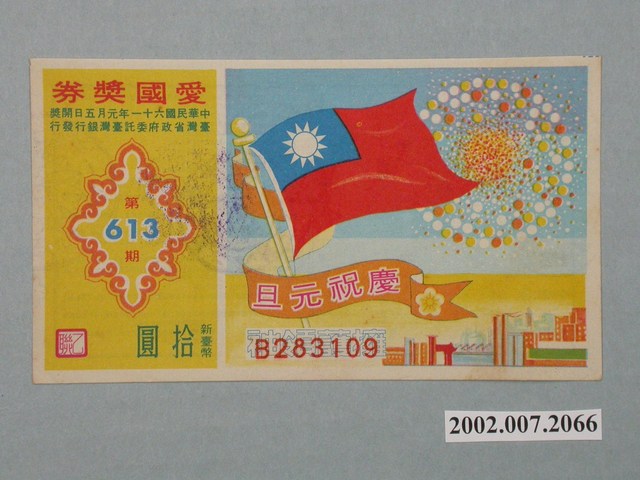 愛國獎券
中華民國六十一年元月五日開獎
臺灣省政府委託臺灣銀行發行
第
613
期
新臺幣
拾圓
乙聯
慶祝元旦
B283109
2002.007.2066